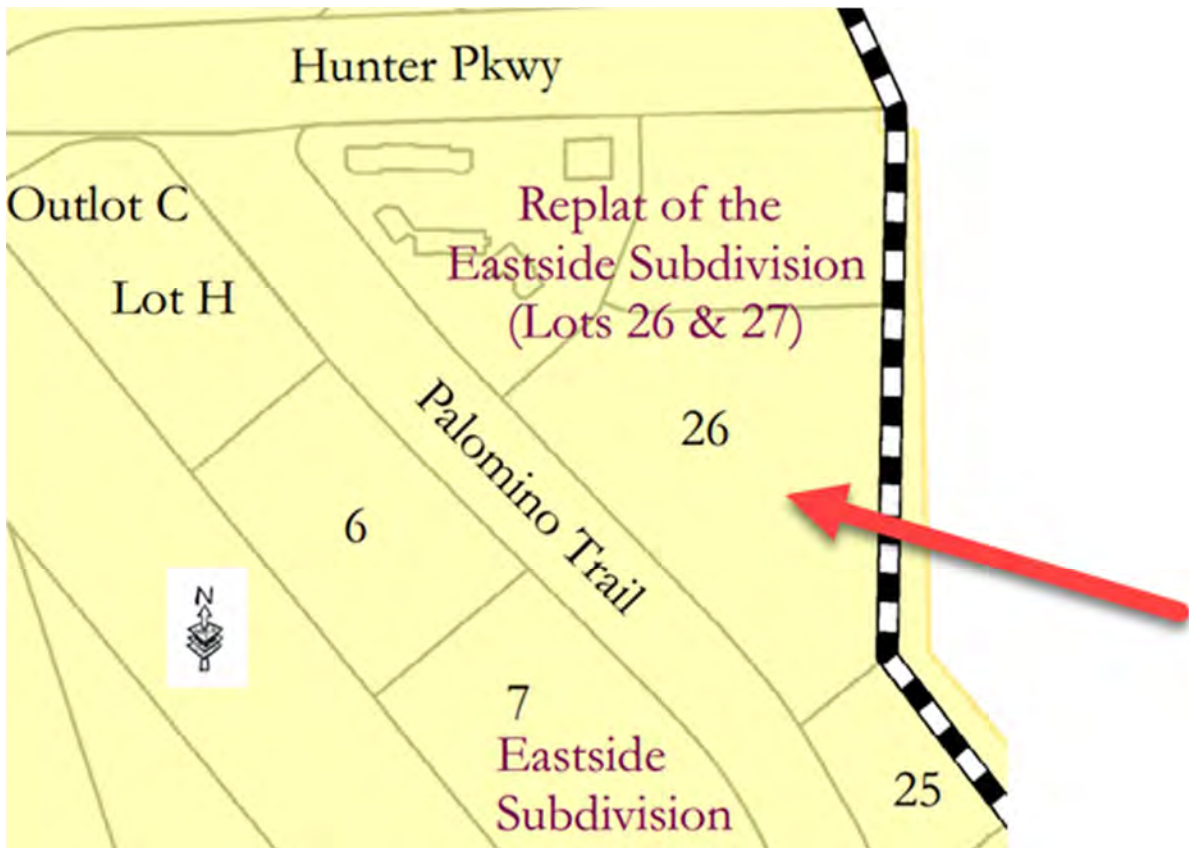 Hunter Pkwy
Outlot C
Lot H
Replat of the
Eastside Subdivision
(Lots 26 & 27)
26
Palomino Trail
6
N
7
Eastside
Subdivision
25